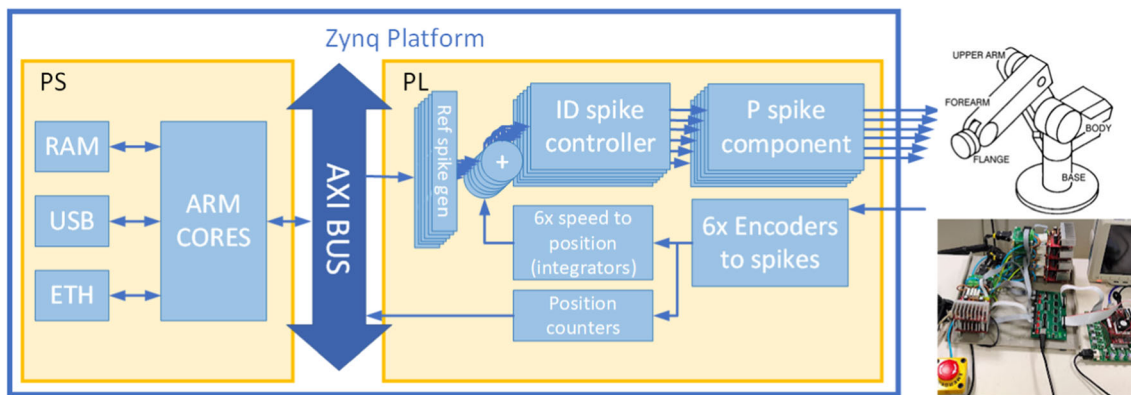 Zynq Platform
PS
RAM
USB
ETH
ARM
CORES
AXI BUS
PL
Ref spike gen
+
ID spike
controller
P spike
component
6x speed to
position
(integrators)
6x Encoders
to spikes
Position
counters
UPPER ARM
FOREARM
FLANGE
BODY
BASE